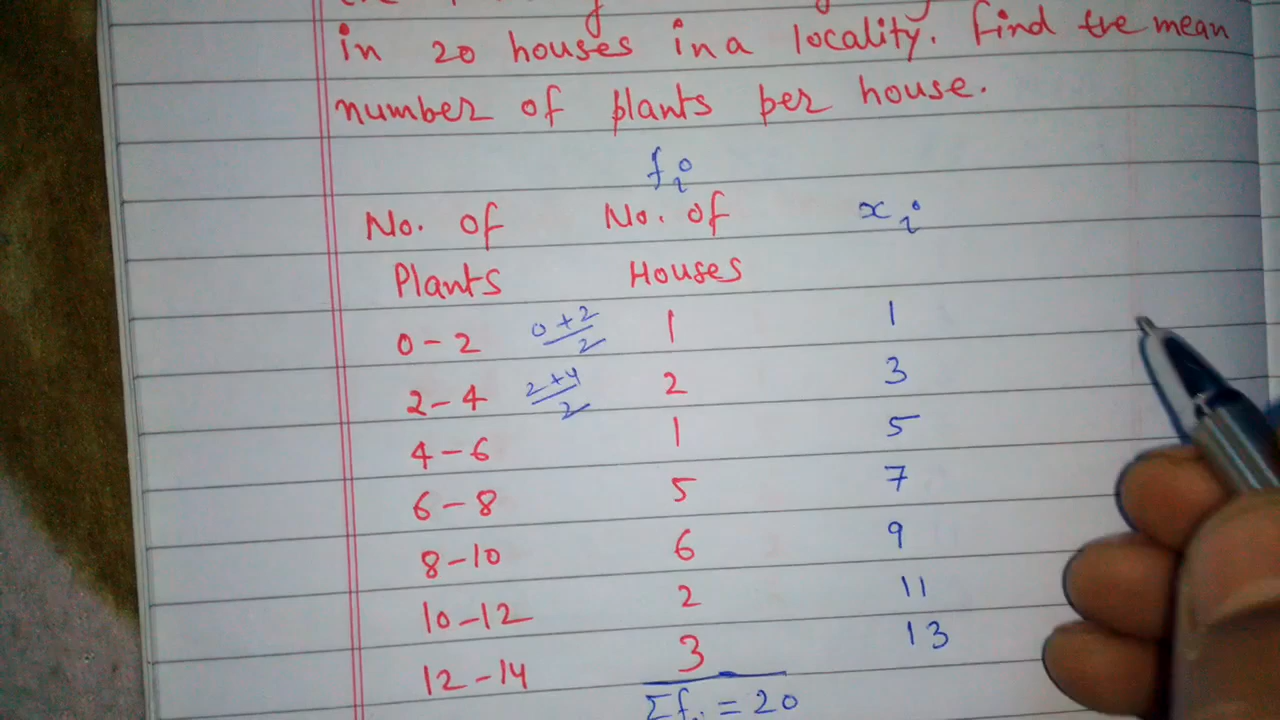 in 20 houses in a locality. Find the mean
number of plants per house.
fi
No. of No. of xi
Plants Houses
0-2 0+2/2 1 1
2-4 2+4/2 2 3
4-6 1 5
6-8 5 7
8-10 6 9
10-12 2 11
12-14 3 13
Σfi = 20